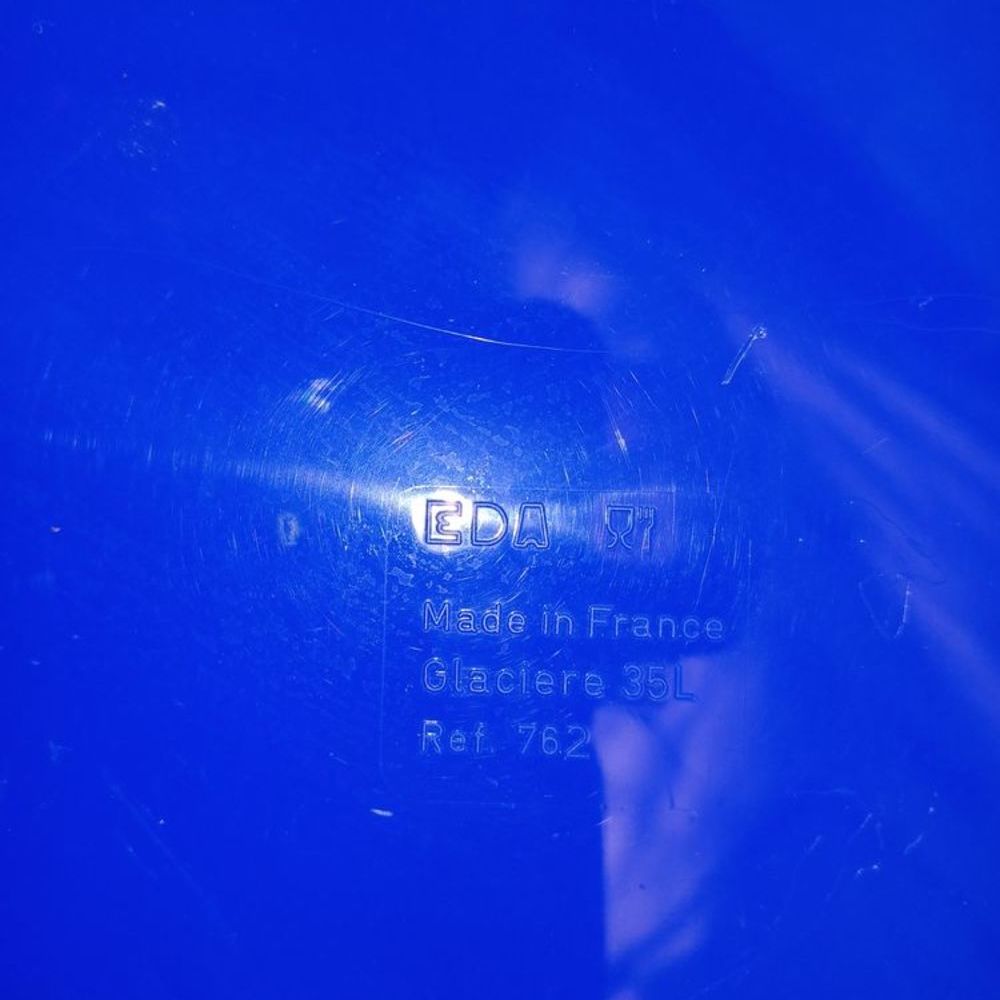 EDA
Made in France
Glaciere 35L
Ref. 762